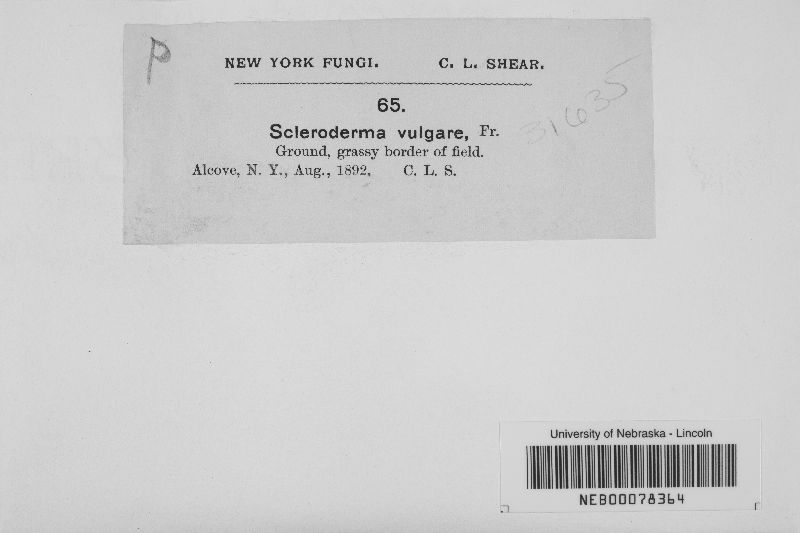 P
NEW YORK FUNGI. C. L. SHEAR.
65.
Scleroderma vulgare, Fr.
31635
Ground, grassy border of field.
Alcove, N. Y., Aug., 1892, C. L. S.
University of Nebraska - Lincoln
NEB00078364